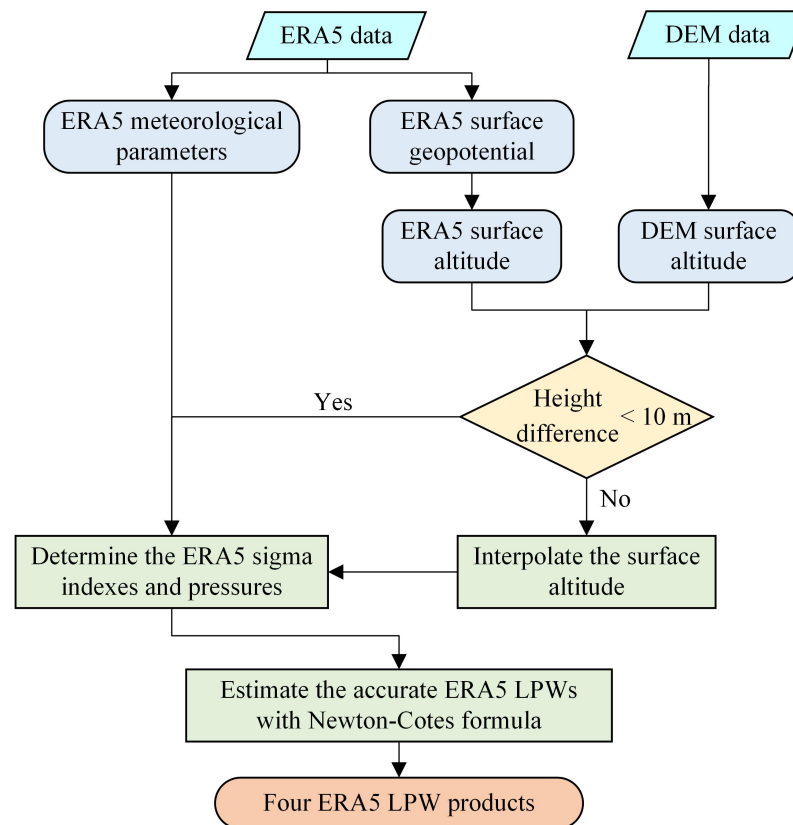 ERA5 data
DEM data
ERA5 meteorological
parameters
ERA5 surface
geopotential
ERA5 surface
altitude
DEM surface
altitude
Yes
Height
difference
< 10 m
No
Determine the ERA5 sigma
indexes and pressures
Interpolate the surface
altitude
Estimate the accurate ERA5 LPWs
with Newton-Cotes formula
Four ERA5 LPW products